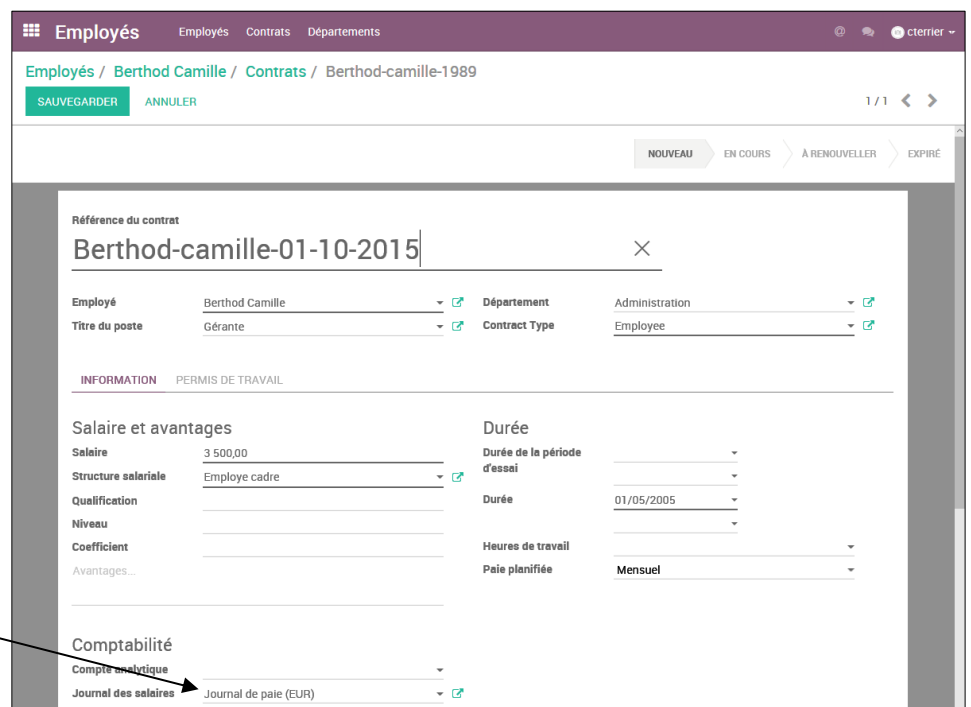 Employés Employés Contrats Départements @ cterrier
Employés / Berthod Camille / Contrats / Berthod-camille-1989
SAUVEGARDER ANNULER 1 / 1
NOUVEAU EN COURS À RENOUVELLER EXPIRÉ
Référence du contrat
Berthod-camille-01-10-2015
Employé Berthod Camille Département Administration
Titre du poste Gérante Contract Type Employee
INFORMATION PERMIS DE TRAVAIL
Salaire et avantages Durée
Salaire 3 500,00 Durée de la période
d'essai
Structure salariale Employe cadre
Qualification Durée 01/05/2005
Niveau
Coefficient Heures de travail
Avantages... Paie planifiée Mensuel
Comptabilité
Compte analytique
Journal des salaires Journal de paie (EUR)